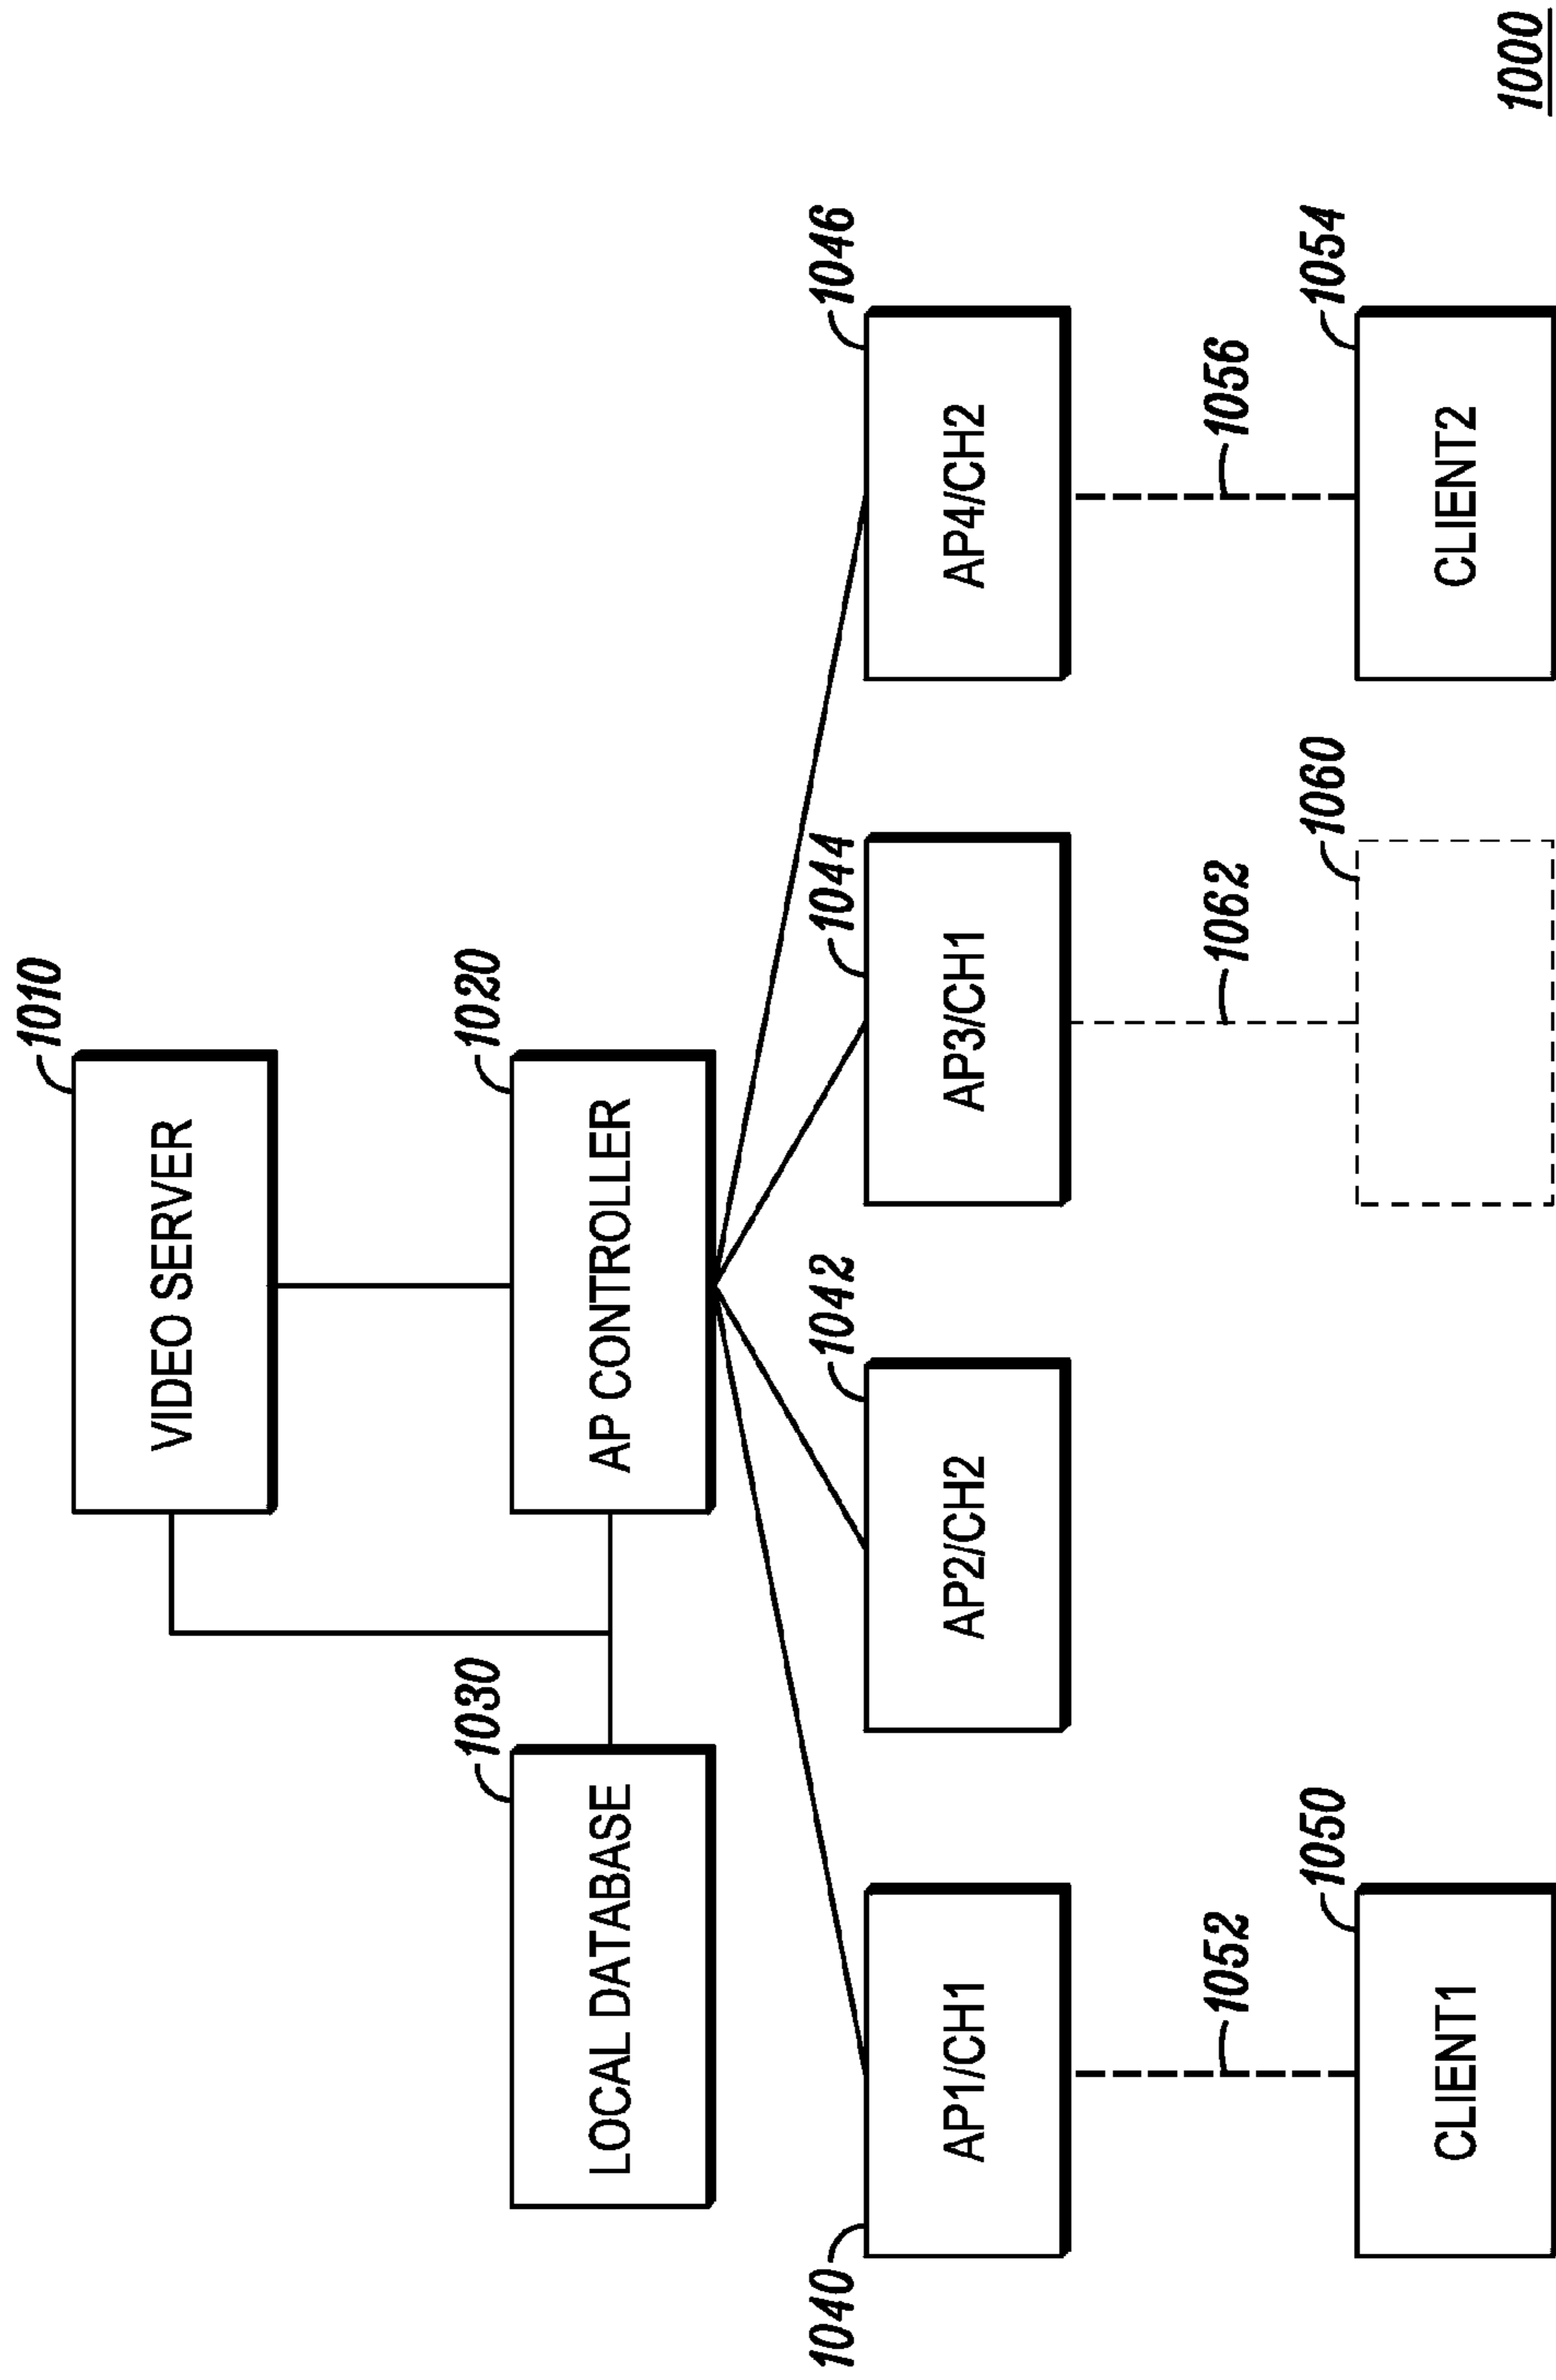 1010
VIDEO SERVER
1030
1020
LOCAL DATABASE
AP CONTROLLER
1040
1042
1044
1046
AP1/CH1
AP2/CH2
AP3/CH1
AP4/CH2
1052
1062
1056
1050
1060
1054
CLIENT1
CLIENT2
1000